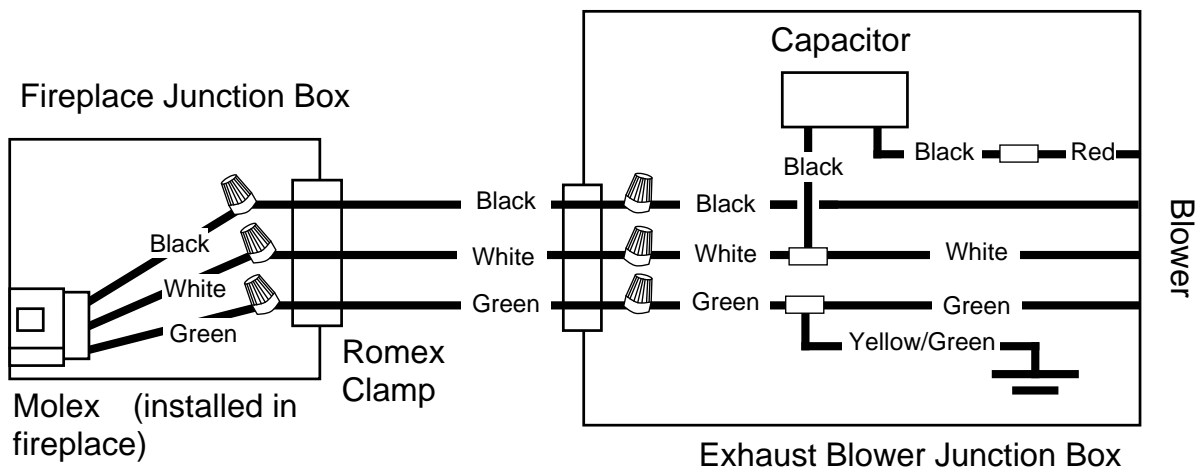 Capacitor
Fireplace Junction Box
Black Red
Black
Black Black
Black
White White White
White
Green Green Green
Green
Yellow/Green
Blower
Romex
Clamp
Molex (installed in
fireplace)
Exhaust Blower Junction Box